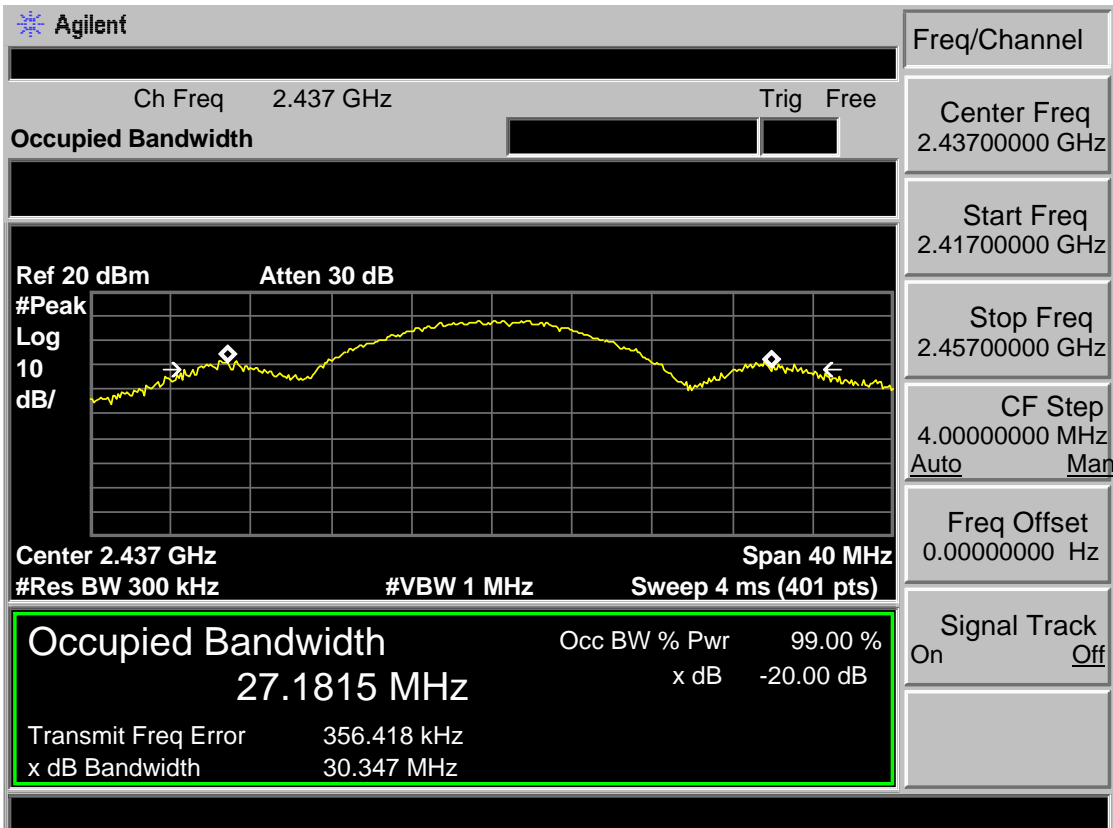 Agilent
Freq/Channel
Ch Freq 2.437 GHz Trig Free
Occupied Bandwidth
Center Freq
2.43700000 GHz
Start Freq
2.41700000 GHz
Stop Freq
2.45700000 GHz
CF Step
4.00000000 MHz
Auto Man
Freq Offset
0.00000000 Hz
Signal Track
On Off
Ref 20 dBm Atten 30 dB
#Peak
Log
10
dB/
Center 2.437 GHz Span 40 MHz
#Res BW 300 kHz #VBW 1 MHz Sweep 4 ms (401 pts)
Occupied Bandwidth Occ BW % Pwr 99.00 %
27.1815 MHz x dB -20.00 dB
Transmit Freq Error 356.418 kHz
x dB Bandwidth 30.347 MHz